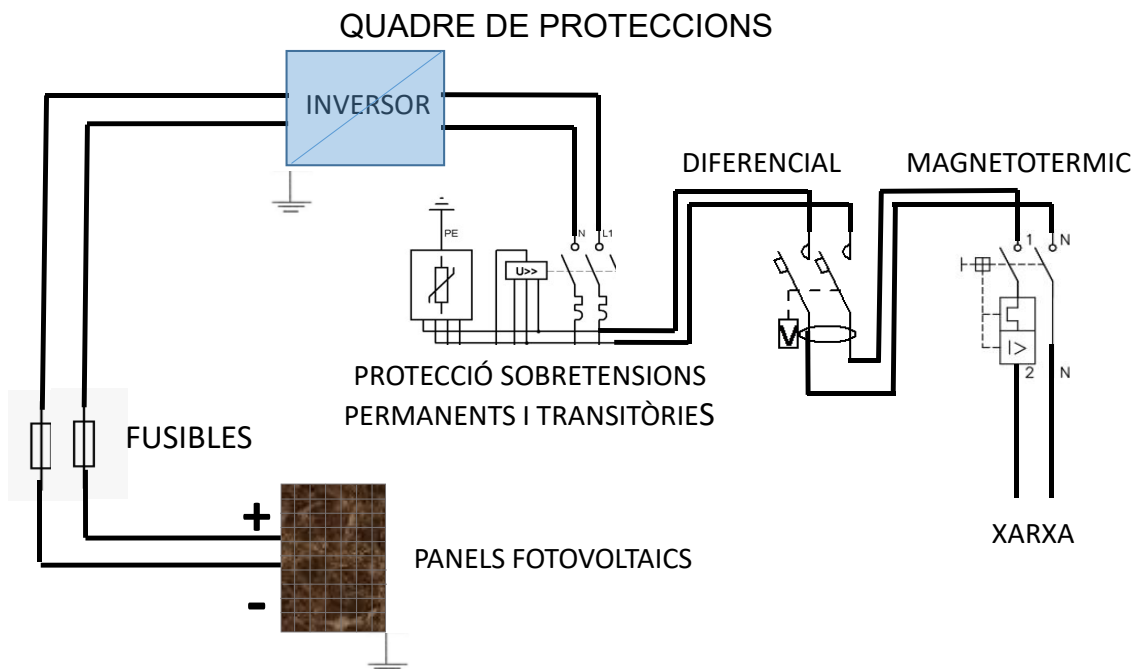 QUADRE DE PROTECCIONS
INVERSOR
DIFERENCIAL
MAGNETOTERMIC
PE
N
L1
1
N
U>>
V
I>
2
N
PROTECCIÓ SOBRETENSIONS
PERMANENTS I TRANSITÒRIES
FUSIBLES
+
PANELS FOTOVOLTAICS
-
XARXA